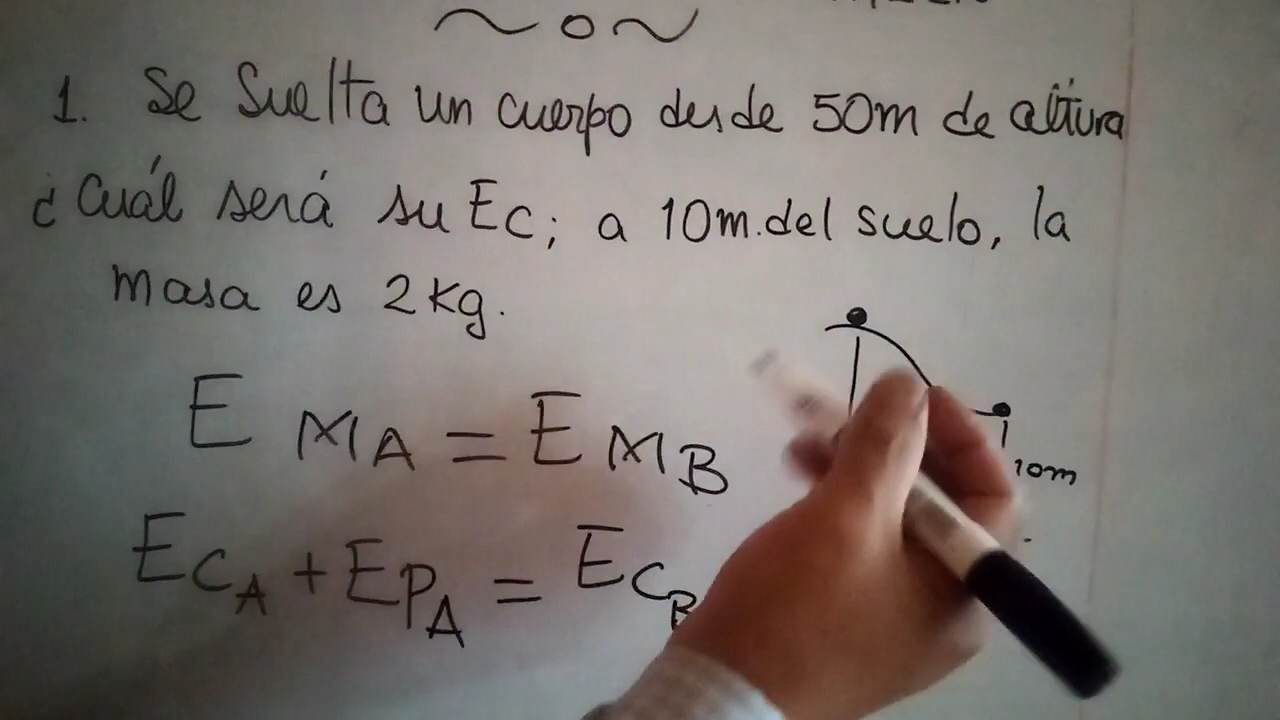 ~ o ~
1. Se Suelta un cuerpo desde 50m de altura
¿Cuál será su Ec; a 10m.del suelo, la
masa es 2kg.
E MA = E MB
10m
EcA + EPA = EcB